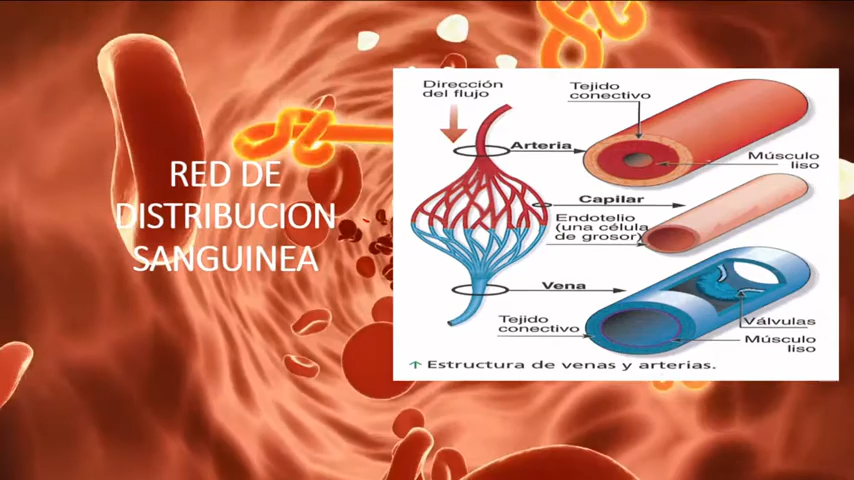 RED DE
DISTRIBUCION
SANGUINEA
Dirección
del flujo
Tejido
conectivo
Arteria
Músculo
liso
Capilar
Endotelio
(una célula
de grosor)
Vena
Tejido
conectivo
Válvulas
Músculo
liso
↑ Estructura de venas y arterias.